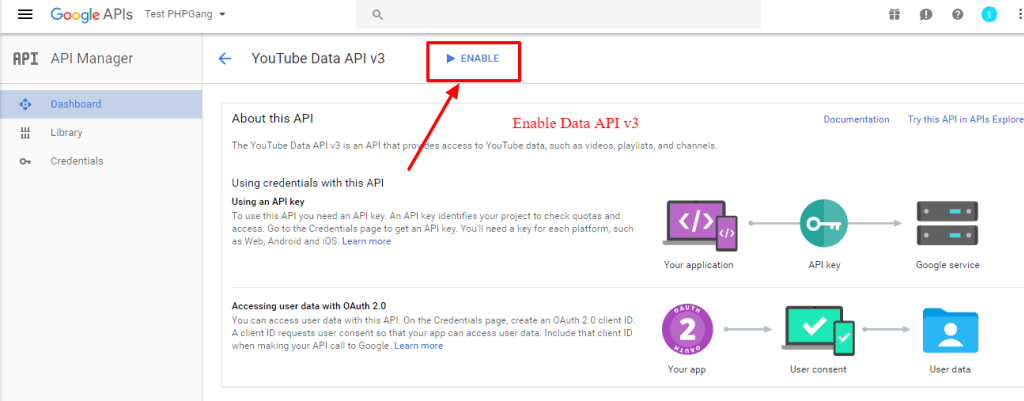 Google APIs Test PHPGang 1
API API Manager YouTube Data API v3 ENABLE
Dashboard
Library
Credentials
About this API
Enable Data API v3
Documentation Try this API in APIs Explore
The YouTube Data API v3 is an API that provides access to YouTube data, such as videos, playlists, and channels.
Using credentials with this API
Using an API key
To use this API you need an API key. An API key identifies your project to check quotas and
access. Go to the Credentials page to get an API key. You'll need a key for each platform, such
as Web, Android and iOS. Learn more
</> </>
Your application API key Google service
Accessing user data with OAuth 2.0
You can access user data with this API. On the Credentials page, create an OAuth 2.0 client ID.
A client ID requests user consent so that your app can access user data. Include that client ID
when making your API call to Google. Learn more
OAUTH
2
OAUTH
Your app User consent User data